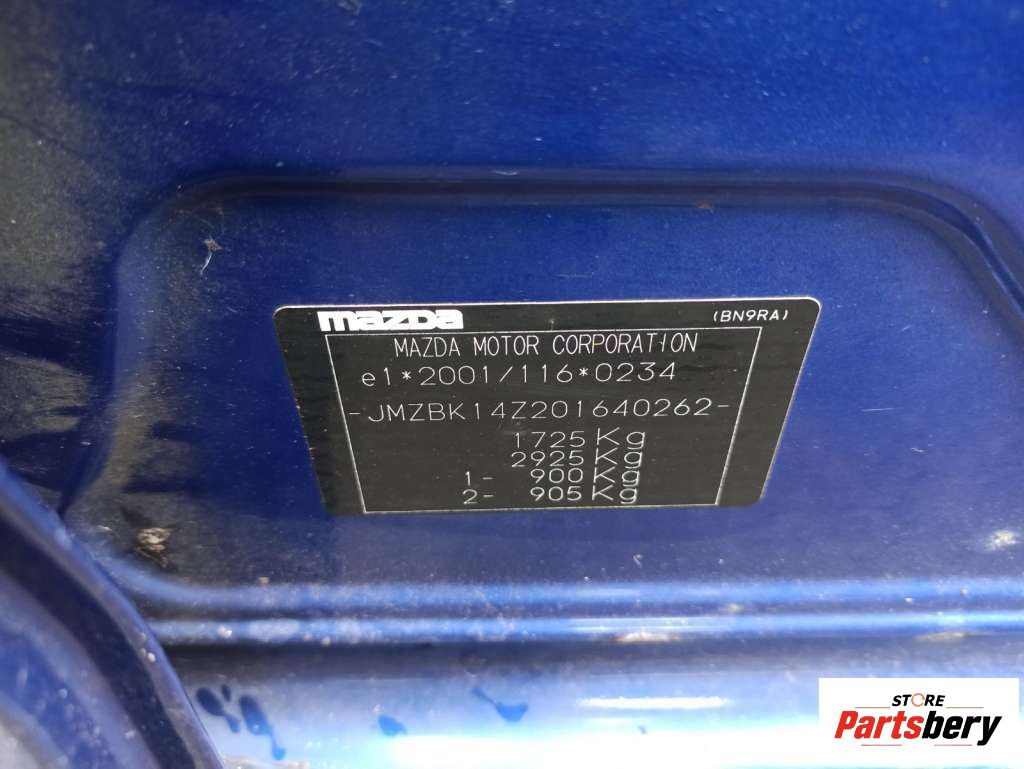 mazda (BN9RA)
MAZDA MOTOR CORPORATION
e1*2001/116*0234
-JMZBK14Z201640262-
1725 Kg
2925 Kg
1- 900 Kg
2- 905 Kg
STORE
Partsbery